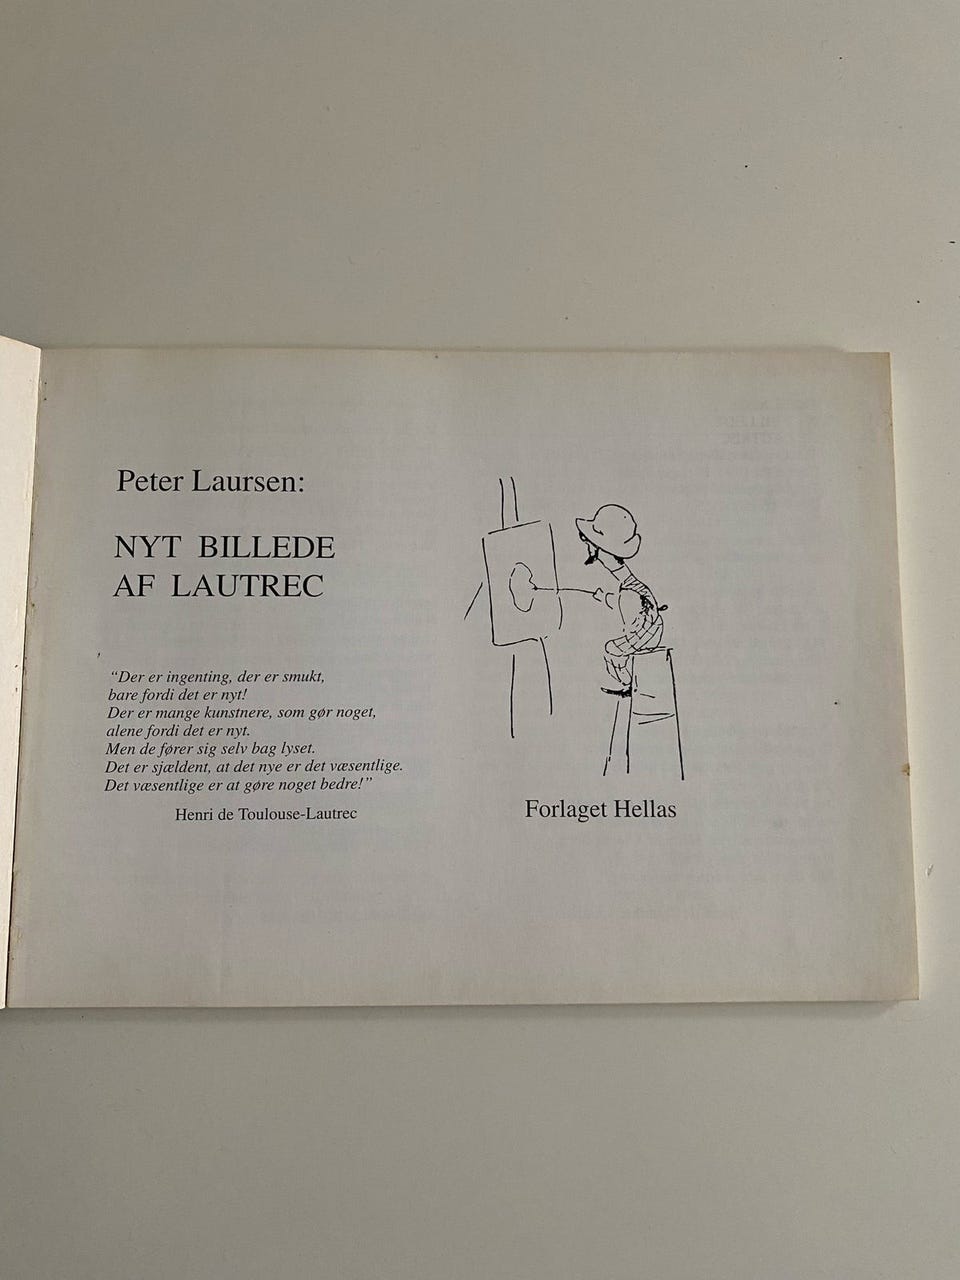 Peter Laursen:
NYT BILLEDE
AF LAUTREC
“Der er ingenting, der er smukt,
bare fordi det er nyt!
Der er mange kunstnere, som gør noget,
alene fordi det er nyt.
Men de fører sig selv bag lyset.
Det er sjældent, at det nye er det væsentlige.
Det væsentlige er at gøre noget bedre!”
Henri de Toulouse-Lautrec
Forlaget Hellas